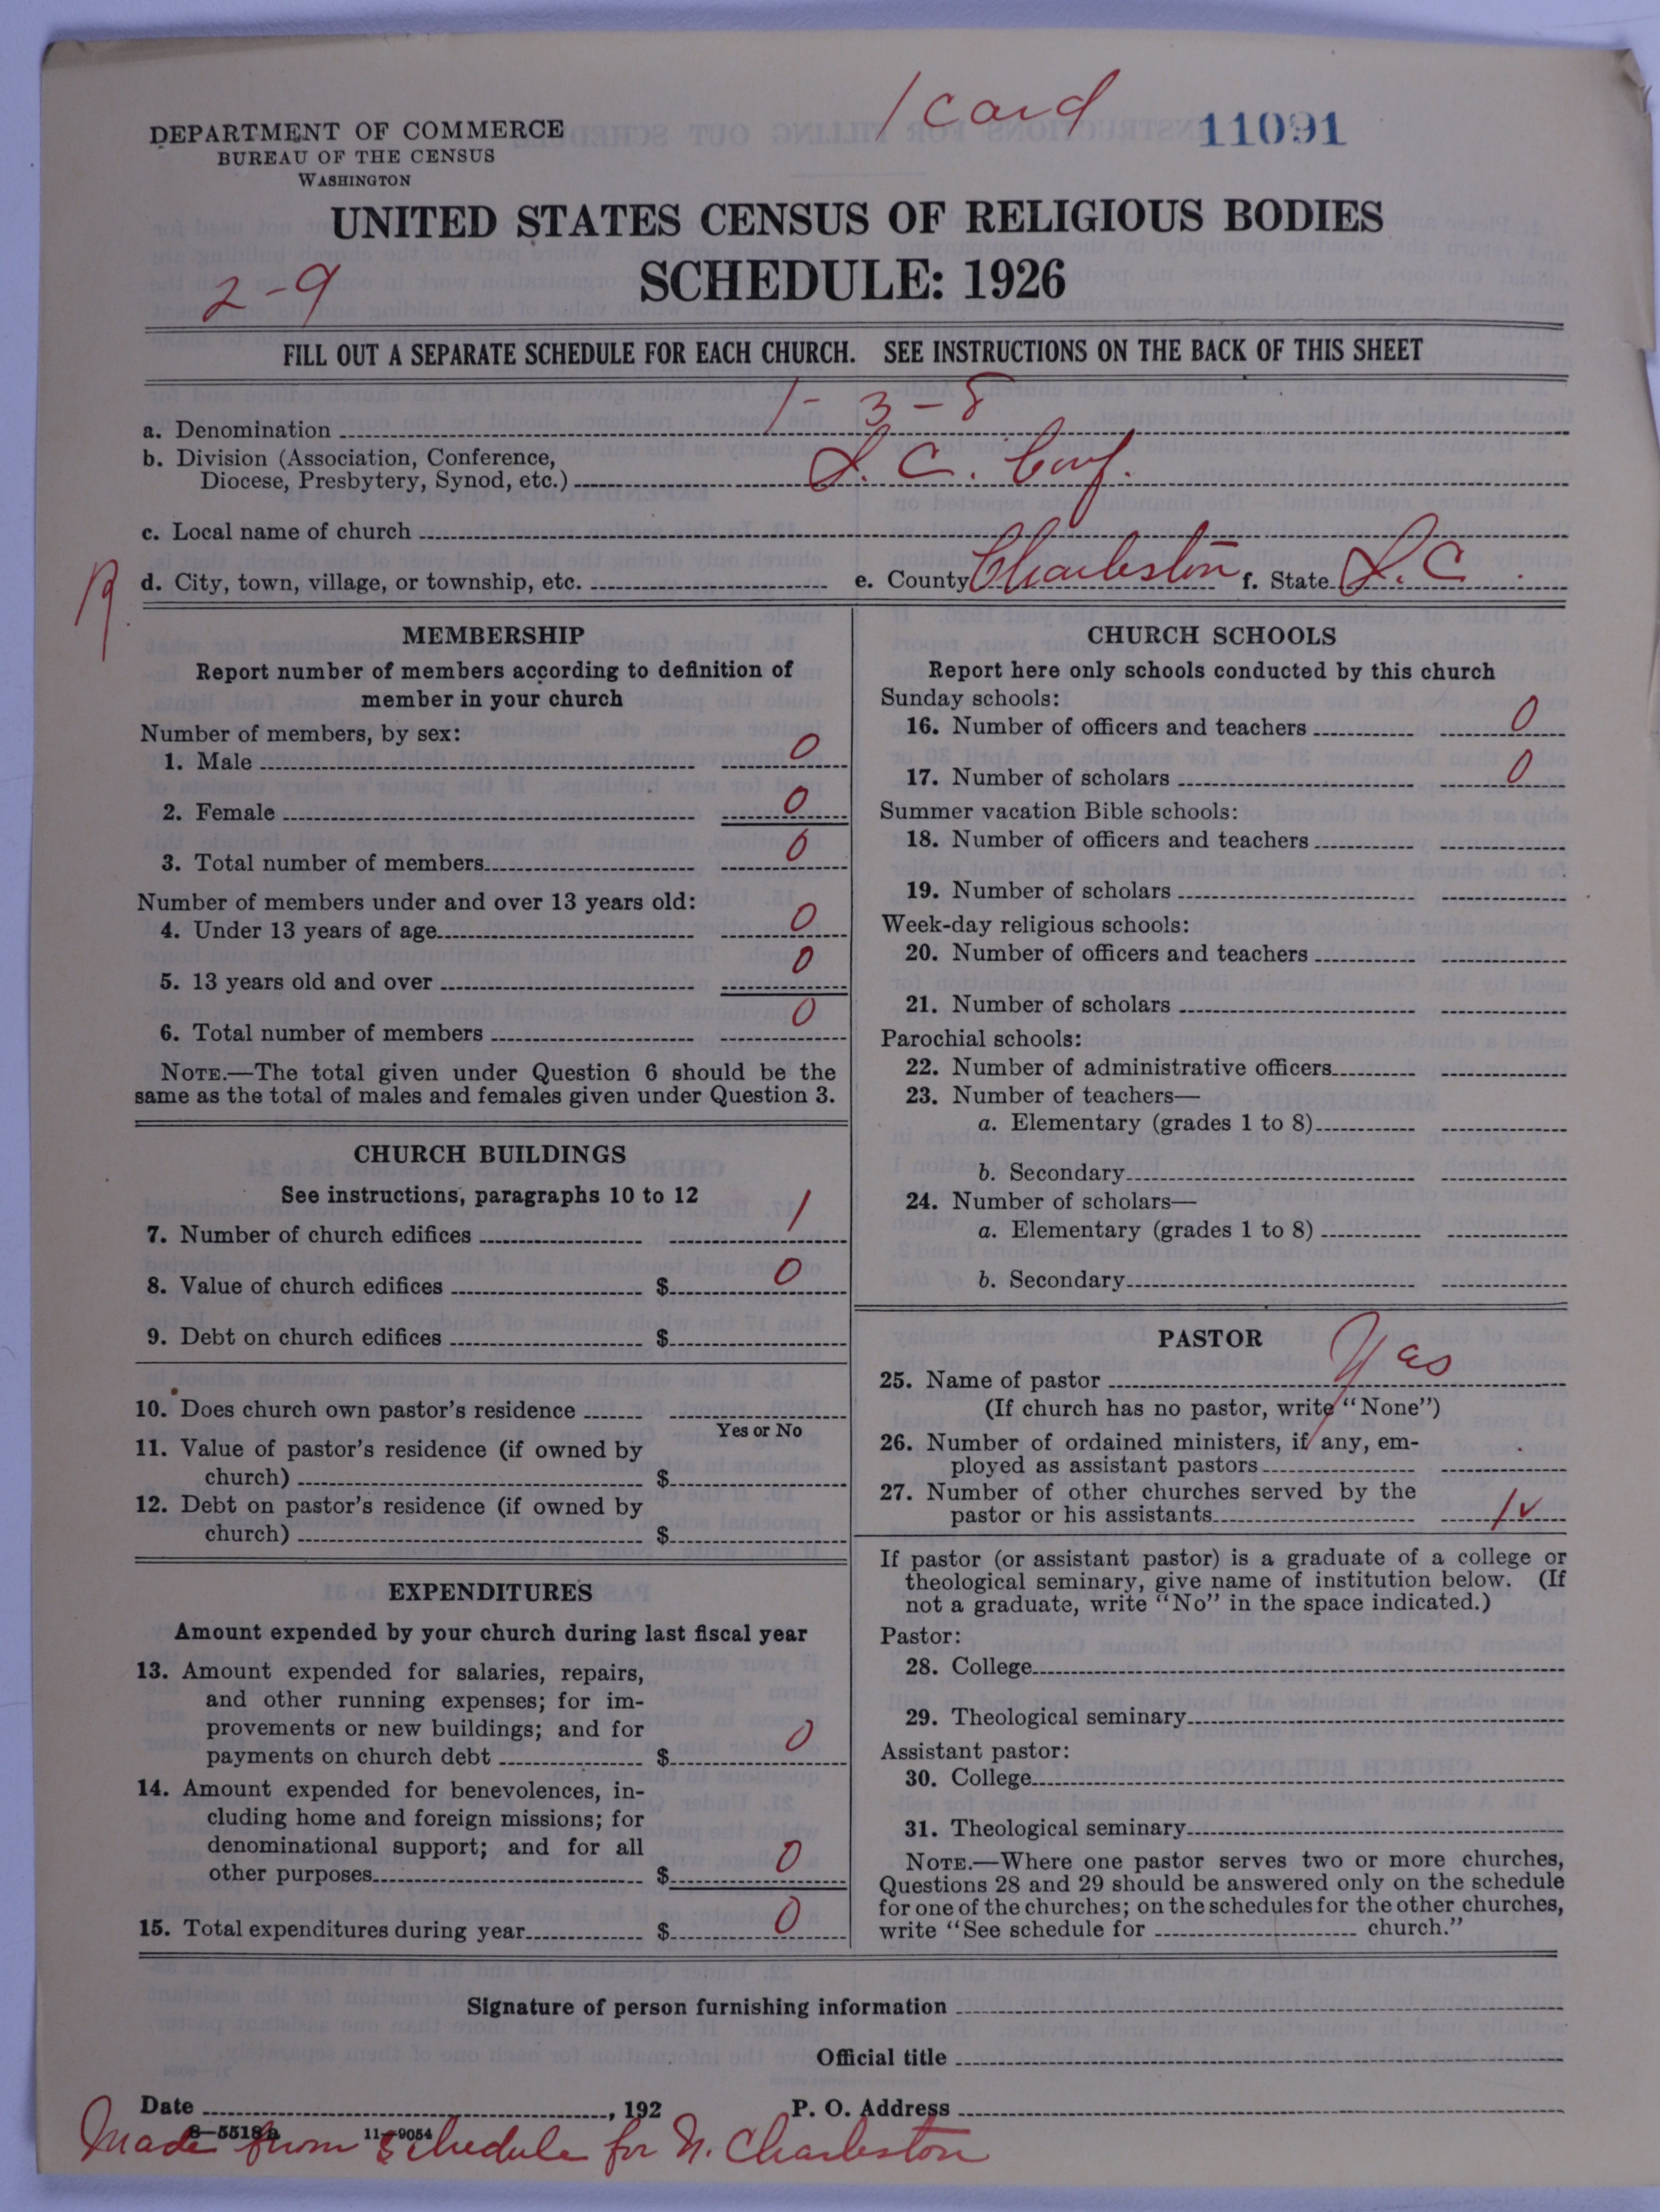 1 Card
11091
DEPARTMENT OF COMMERCE
BUREAU OF THE CENSUS
WASHINGTON
UNITED STATES CENSUS OF RELIGIOUS BODIES
SCHEDULE: 1926
2-9
FILL OUT A SEPARATE SCHEDULE FOR EACH CHURCH. SEE INSTRUCTIONS ON THE BACK OF THIS SHEET
a. Denomination 1-3-8
b. Division (Association, Conference,
Diocese, Presbytery, Synod, etc.) S. C. Conf.
c. Local name of church
d. City, town, village, or township, etc. e. County Charleston f. State S. C.
MEMBERSHIP
Report number of members according to definition of
member in your church
Number of members, by sex:
1. Male 0
2. Female 0
3. Total number of members 0
Number of members under and over 13 years old:
4. Under 13 years of age 0
5. 13 years old and over 0
6. Total number of members 0
NOTE.—The total given under Question 6 should be the
same as the total of males and females given under Question 3.
CHURCH BUILDINGS
See instructions, paragraphs 10 to 12
7. Number of church edifices 1
8. Value of church edifices $ 0
9. Debt on church edifices $
10. Does church own pastor's residence
Yes or No
11. Value of pastor's residence (if owned by
church) $
12. Debt on pastor's residence (if owned by
church) $
EXPENDITURES
Amount expended by your church during last fiscal year
13. Amount expended for salaries, repairs,
and other running expenses; for im-
provements or new buildings; and for
payments on church debt $ 0
14. Amount expended for benevolences, in-
cluding home and foreign missions; for
denominational support; and for all
other purposes $ 0
15. Total expenditures during year $ 0
CHURCH SCHOOLS
Report here only schools conducted by this church
Sunday schools:
16. Number of officers and teachers 0
17. Number of scholars 0
Summer vacation Bible schools:
18. Number of officers and teachers
19. Number of scholars
Week-day religious schools:
20. Number of officers and teachers
21. Number of scholars
Parochial schools:
22. Number of administrative officers
23. Number of teachers—
a. Elementary (grades 1 to 8)
b. Secondary
24. Number of scholars—
a. Elementary (grades 1 to 8)
b. Secondary
PASTOR
25. Name of pastor
(If church has no pastor, write "None")
26. Number of ordained ministers, if any, em-
ployed as assistant pastors
27. Number of other churches served by the
pastor or his assistants 1 ✓
If pastor (or assistant pastor) is a graduate of a college or
theological seminary, give name of institution below. (If
not a graduate, write "No" in the space indicated.)
Pastor:
28. College
29. Theological seminary
Assistant pastor:
30. College
31. Theological seminary
NOTE.—Where one pastor serves two or more churches,
Questions 28 and 29 should be answered only on the schedule
for one of the churches; on the schedules for the other churches,
write "See schedule for church."
Signature of person furnishing information
Official title
Date , 192 P. O. Address
8—5518a 11—9054
Made from schedule for N. Charleston